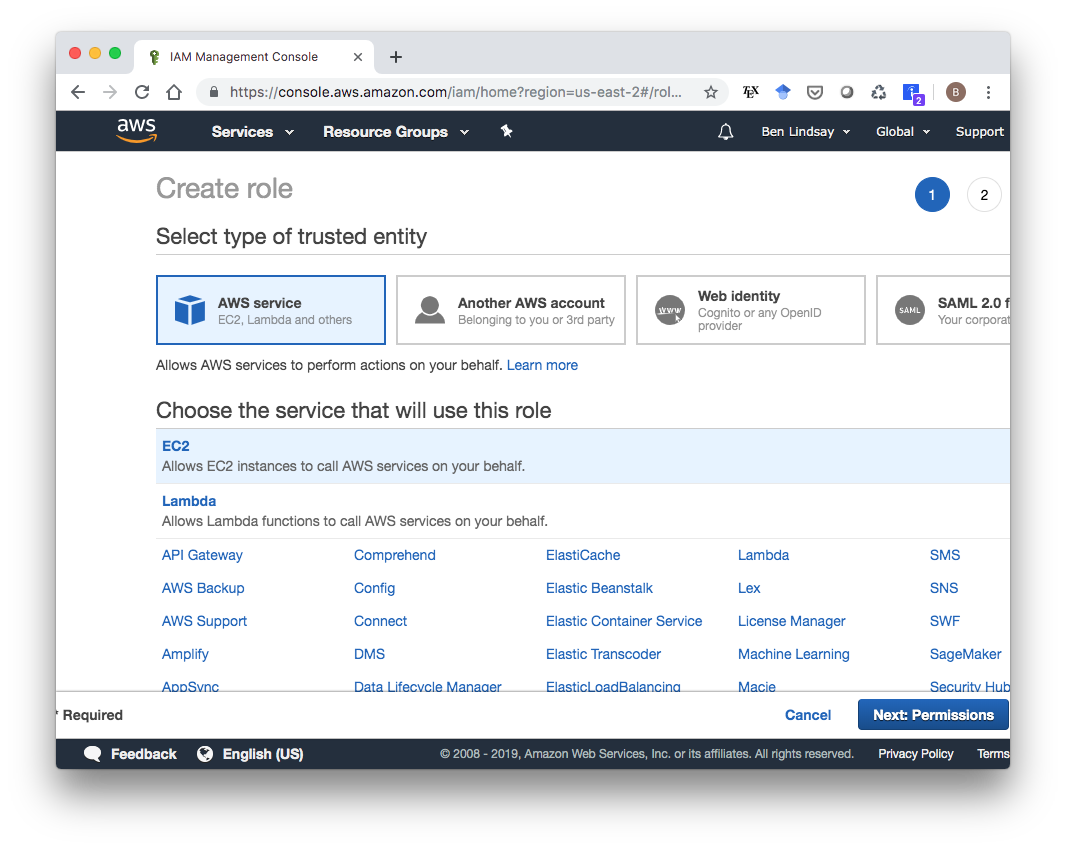 IAM Management Console
https://console.aws.amazon.com/iam/home?region=us-east-2#/rol...
TEX
2
B
aws
Services
Resource Groups
Ben Lindsay
Global
Support
Create role
1
2
Select type of trusted entity
AWS service
EC2, Lambda and others
Another AWS account
Belonging to you or 3rd party
www
Web identity
Cognito or any OpenID
provider
SAML
SAML 2.0 f
Your corporat
Allows AWS services to perform actions on your behalf. Learn more
Choose the service that will use this role
EC2
Allows EC2 instances to call AWS services on your behalf.
Lambda
Allows Lambda functions to call AWS services on your behalf.
API Gateway Comprehend ElastiCache Lambda SMS
AWS Backup Config Elastic Beanstalk Lex SNS
AWS Support Connect Elastic Container Service License Manager SWF
Amplify DMS Elastic Transcoder Machine Learning SageMaker
AppSync Data Lifecycle Manager ElasticLoadBalancing Macie Security Hub
* Required
Cancel
Next: Permissions
Feedback
English (US)
© 2008 - 2019, Amazon Web Services, Inc. or its affiliates. All rights reserved.
Privacy Policy
Terms